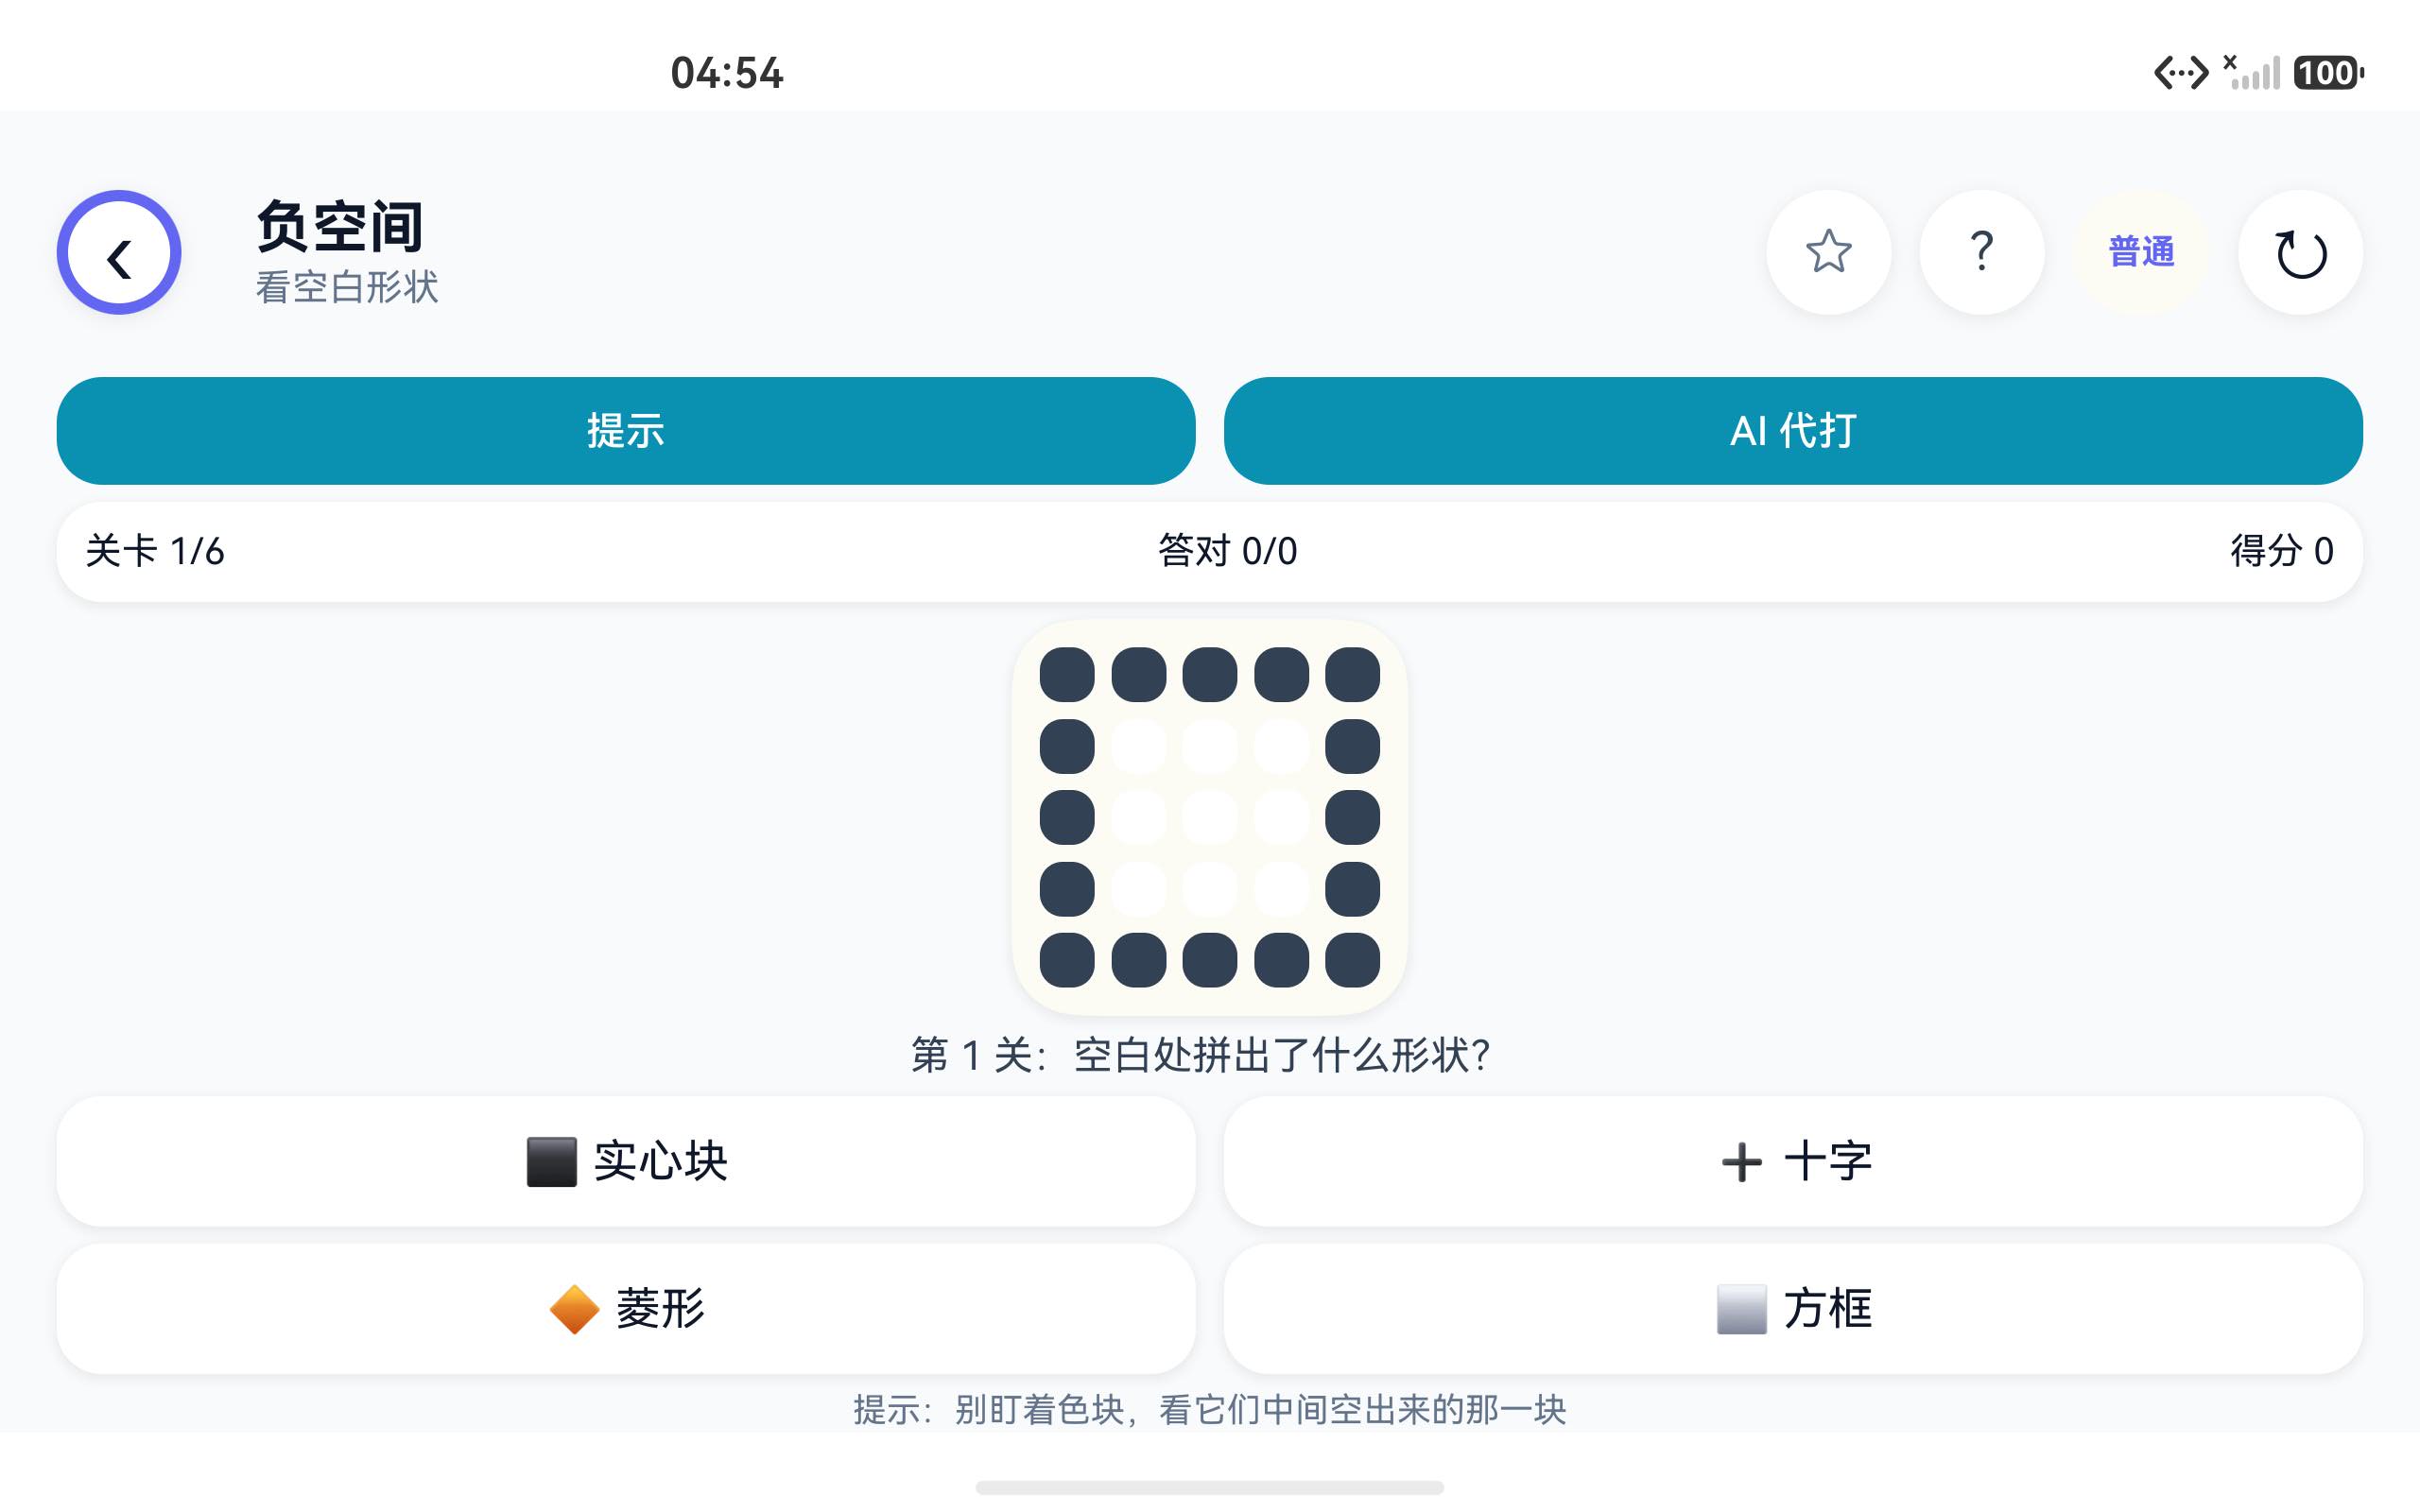 04:54
100
负空间
看空白形状
?
普通
提示
AI 代打
关卡 1/6
答对 0/0
得分 0
第 1 关：空白处拼出了什么形状？
实心块
十字
菱形
方框
提示：别盯着色块，看它们中间空出来的那一块